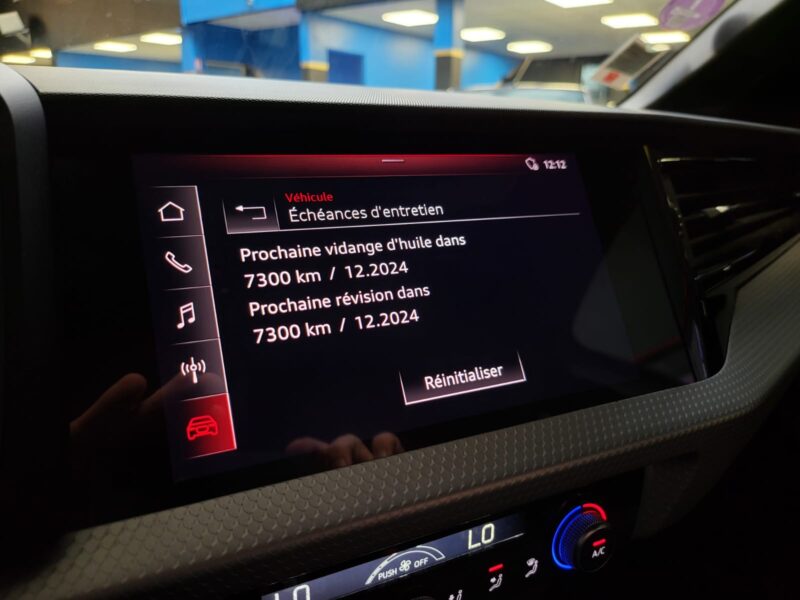 12:12
Véhicule
Échéances d'entretien
Prochaine vidange d'huile dans
7300 km / 12.2024
Prochaine révision dans
7300 km / 12.2024
Réinitialiser
LO
PUSH OFF
LO
A/C